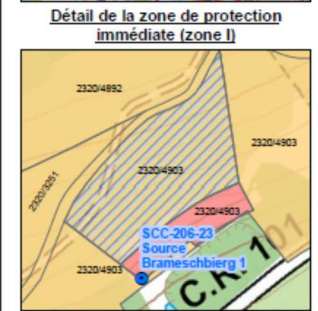 Détail de la zone de protection
immédiate (zone I)
2320/4892
2320/4903
2320/3251
2320/4903
2320/4903
SCC-206-23
Source
Brameschbierg 1
2320/4903
C.R. 101